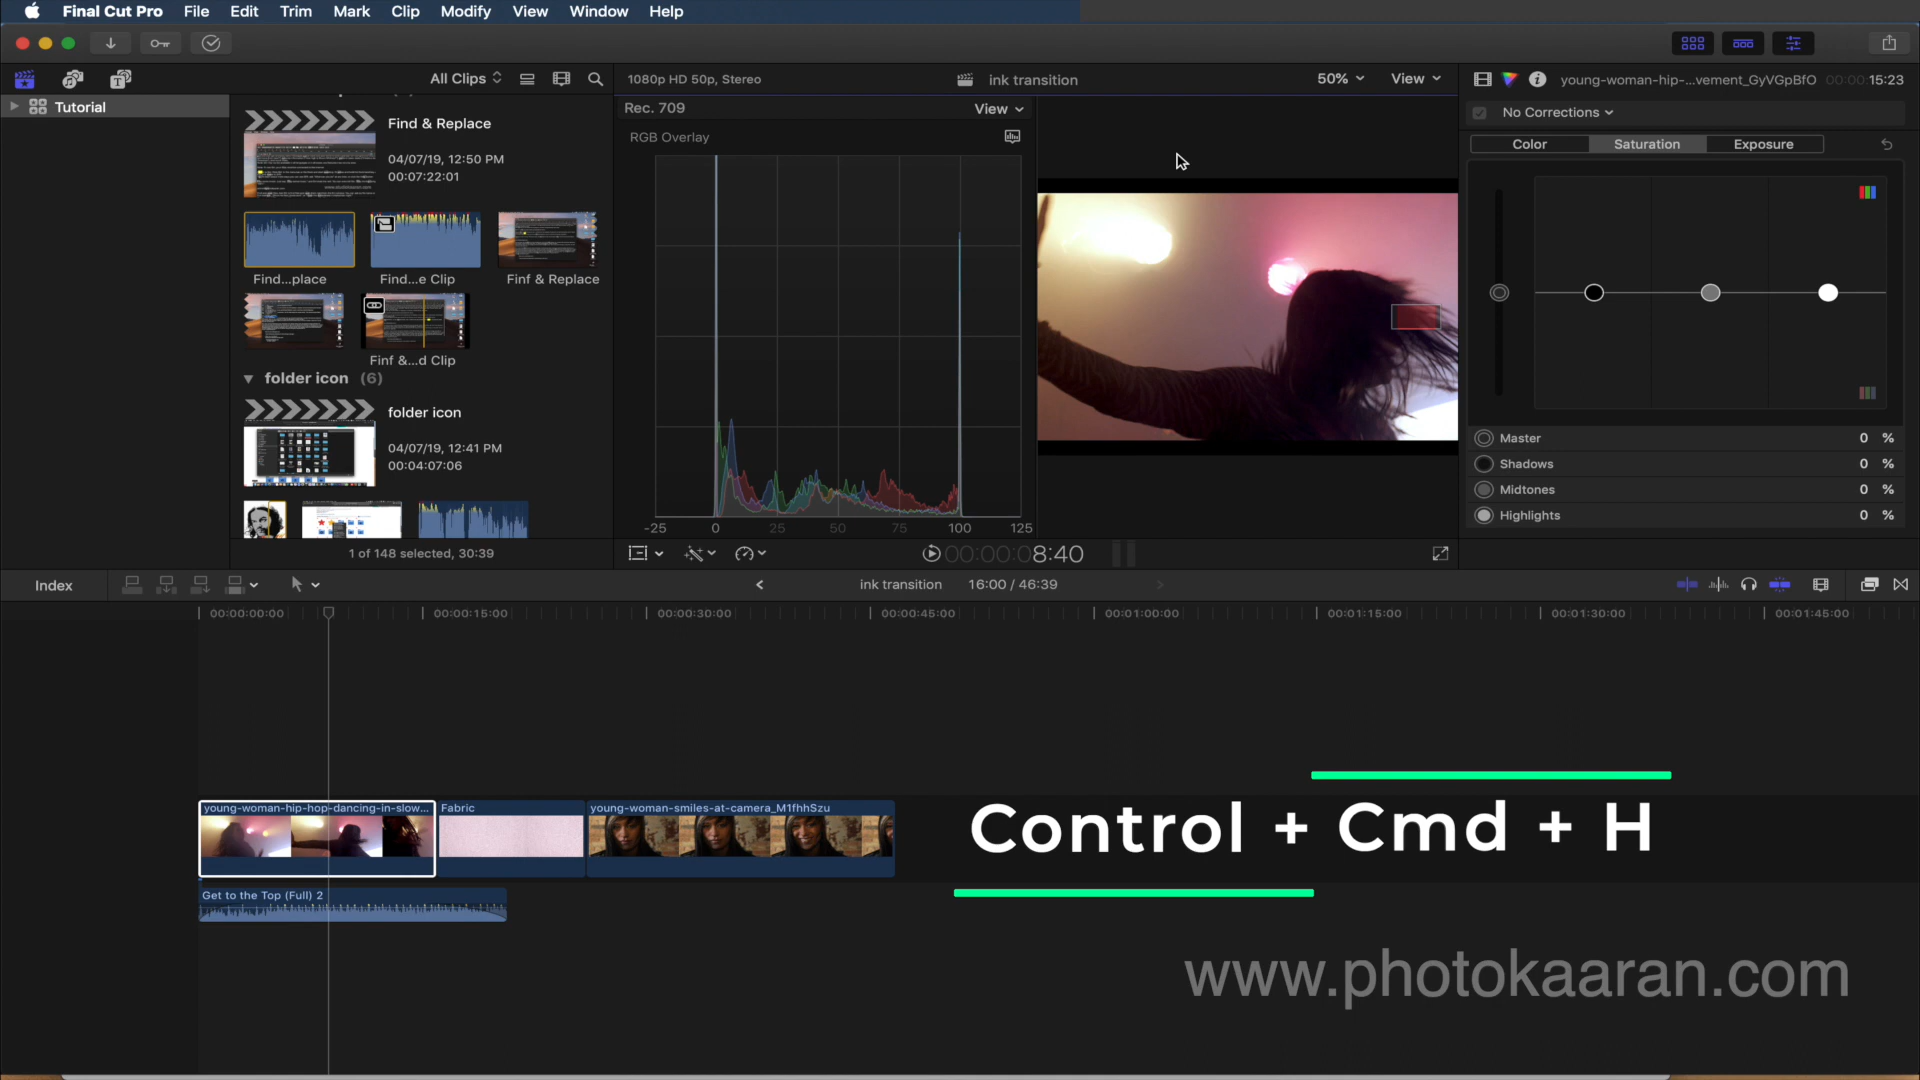 Final Cut Pro File Edit Trim Mark Clip Modify View Window Help
All Clips
1080p HD 50p, Stereo
ink transition
50%
View
young-woman-hip-...vement_GyVGpBfO
00:00:15:23
Tutorial
Find & Replace
04/07/19, 12:50 PM
00:07:22:01
Find...place
Find...e Clip
Finf & Replace
Finf &...d Clip
folder icon (6)
folder icon
04/07/19, 12:41 PM
00:04:07:06
1 of 148 selected, 30:39
Rec. 709
View
RGB Overlay
-25 0 25 50 75 100 125
00:00:08:40
No Corrections
Color Saturation Exposure
Master 0 %
Shadows 0 %
Midtones 0 %
Highlights 0 %
Index
ink transition 16:00 / 46:39
00:00:00:00 00:00:15:00 00:00:30:00 00:00:45:00 00:01:00:00 00:01:15:00 00:01:30:00 00:01:45:00
young-woman-hip-hop-dancing-in-slow...
Fabric
young-woman-smiles-at-camera_M1fhhSzu
Get to the Top (Full) 2
Control + Cmd + H
www.photokaaran.com